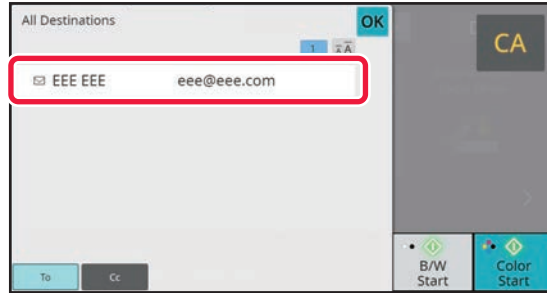 All Destinations
OK
CA
1
EEE EEE eee@eee.com
To
Cc
B/W
Start
Color
Start